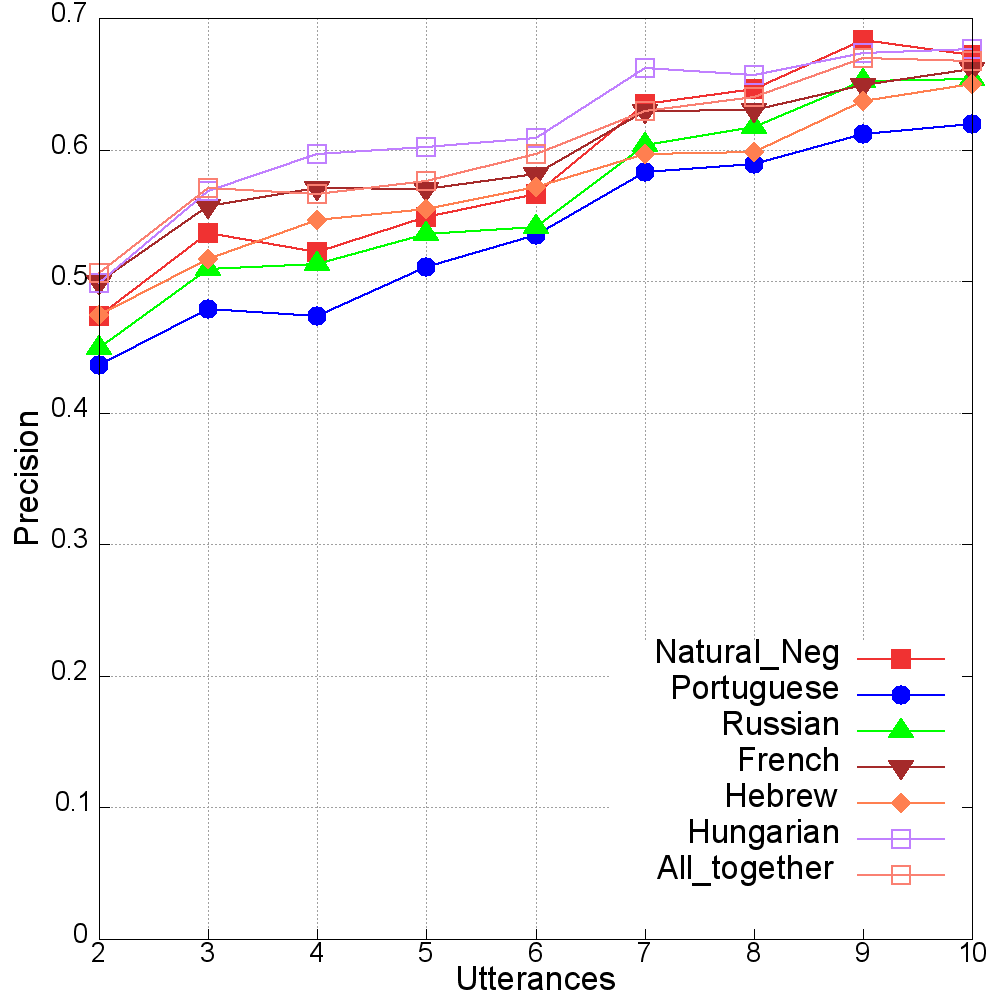 0.7
0.6
0.5
0.4
0.3
0.2
0.1
0
Precision
Natural_Neg
Portuguese
Russian
French
Hebrew
Hungarian
All_together
2 3 4 5 6 7 8 9 10
Utterances